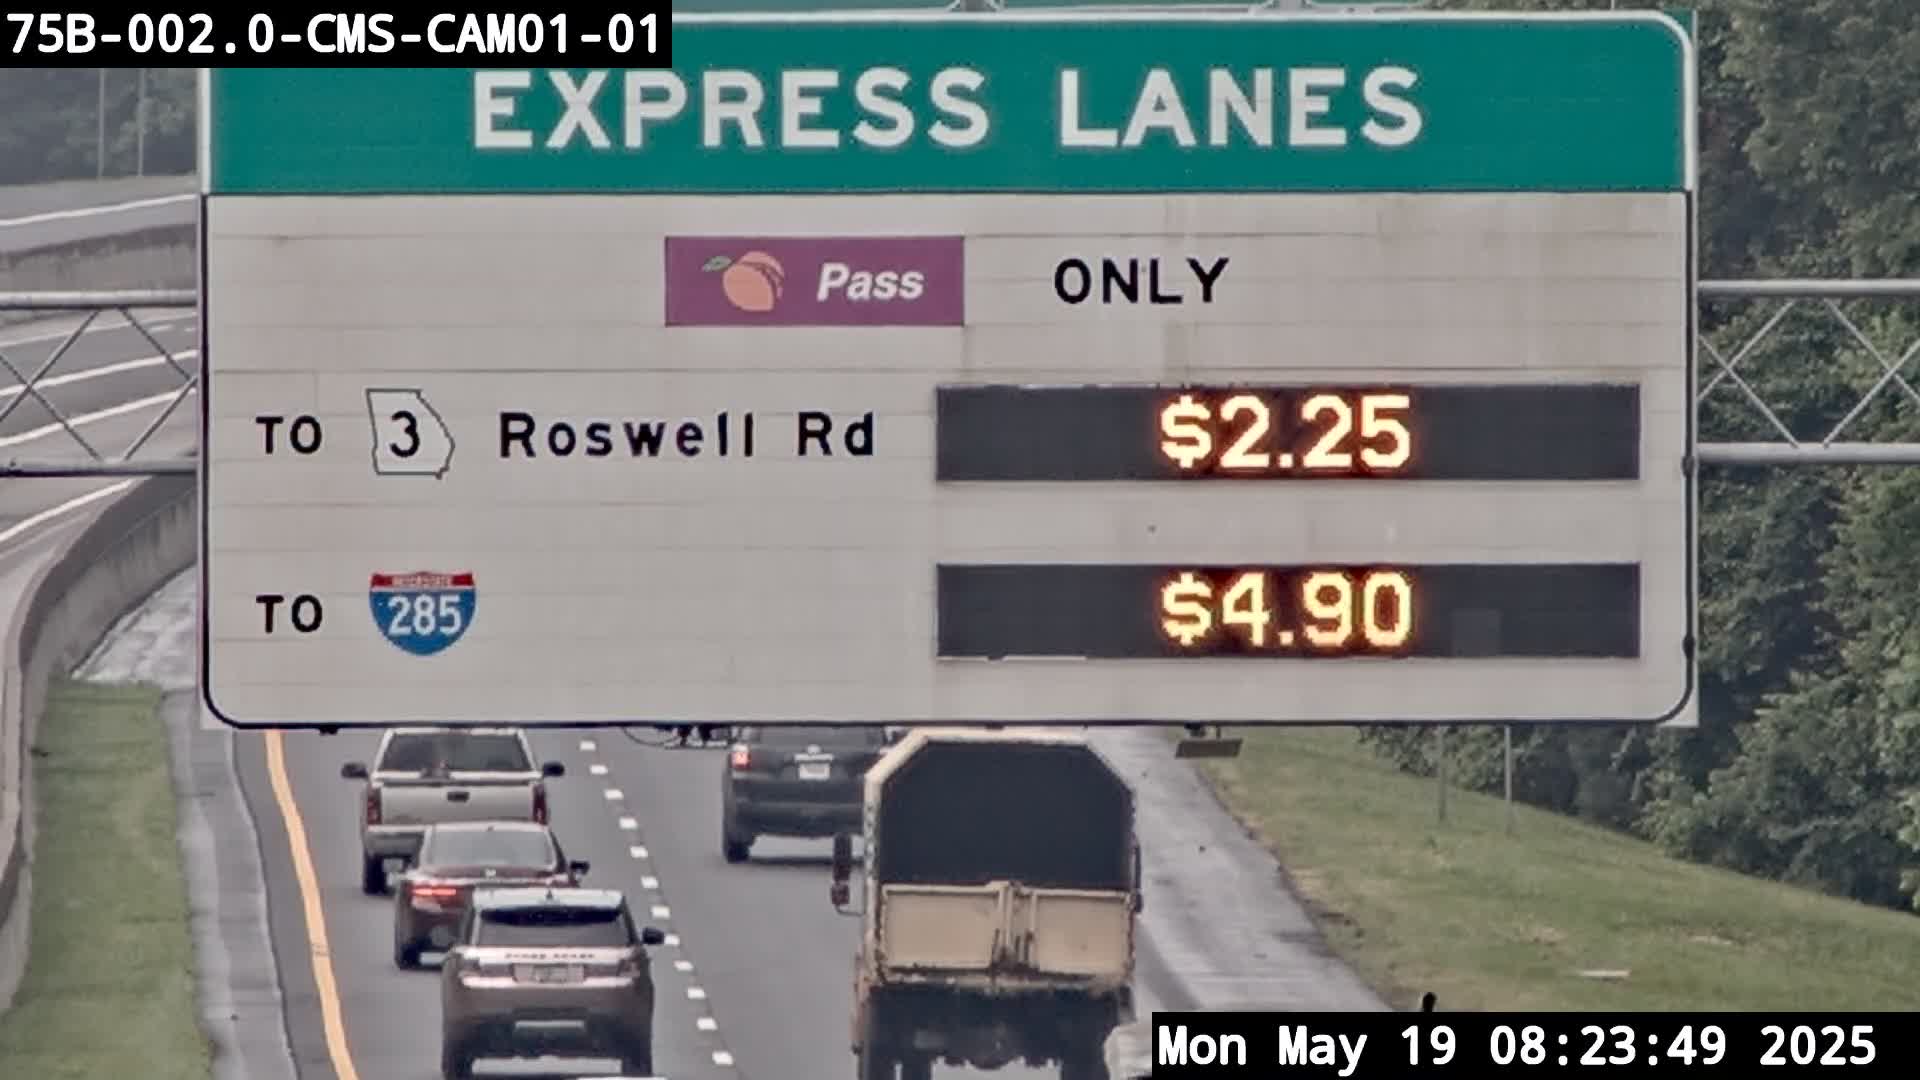 75B-002.0-CMS-CAM01-01
EXPRESS LANES
Pass ONLY
TO 3 Roswell Rd $2.25
INTERSTATE
TO 285 $4.90
Mon May 19 08:23:49 2025